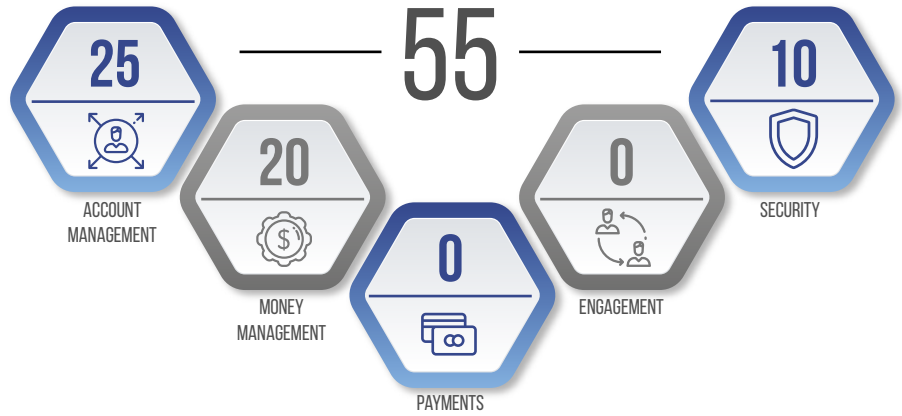 55
25
ACCOUNT
MANAGEMENT
20
$
MONEY
MANAGEMENT
0
PAYMENTS
0
ENGAGEMENT
10
SECURITY